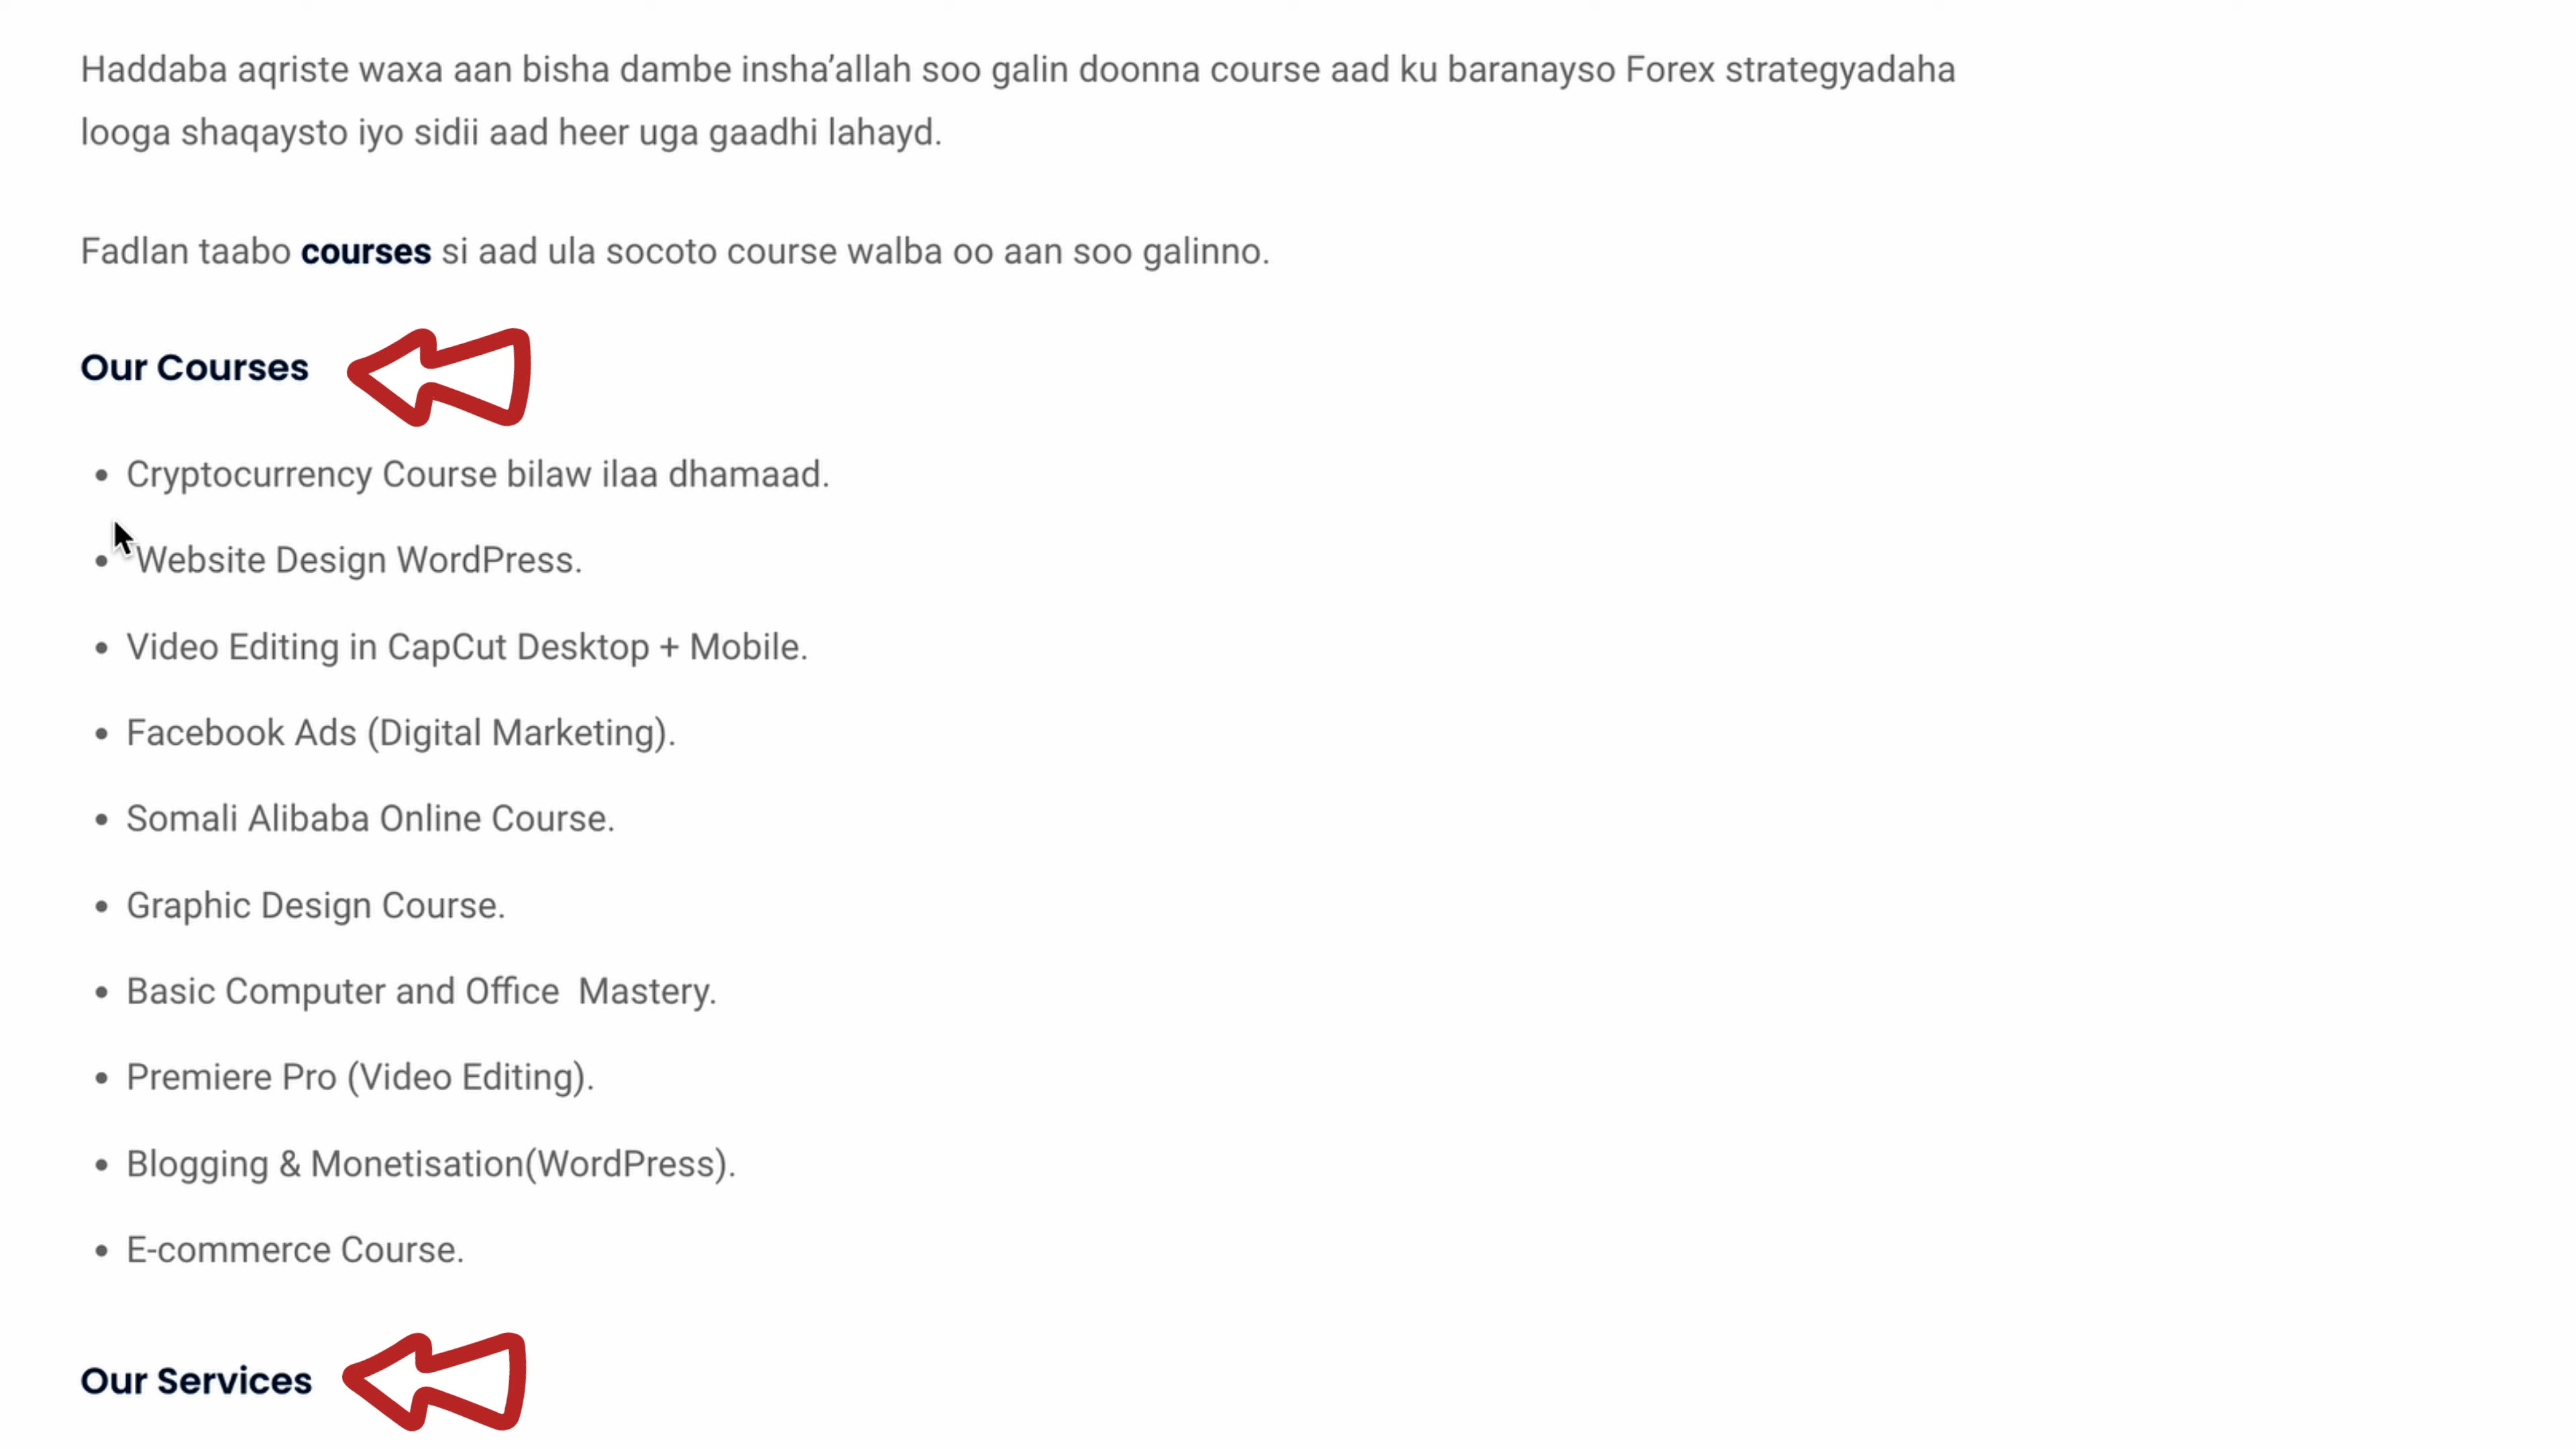 Haddaba aqriste waxa aan bisha dambe insha’allah soo galin doonna course aad ku baranayso Forex strategyadaha
looga shaqaysto iyo sidii aad heer uga gaadhi lahayd.
Fadlan taabo courses si aad ula socoto course walba oo aan soo galinno.
Our Courses
• Cryptocurrency Course bilaw ilaa dhamaad.
• Website Design WordPress.
• Video Editing in CapCut Desktop + Mobile.
• Facebook Ads (Digital Marketing).
• Somali Alibaba Online Course.
• Graphic Design Course.
• Basic Computer and Office  Mastery.
• Premiere Pro (Video Editing).
• Blogging & Monetisation(WordPress).
• E-commerce Course.
Our Services